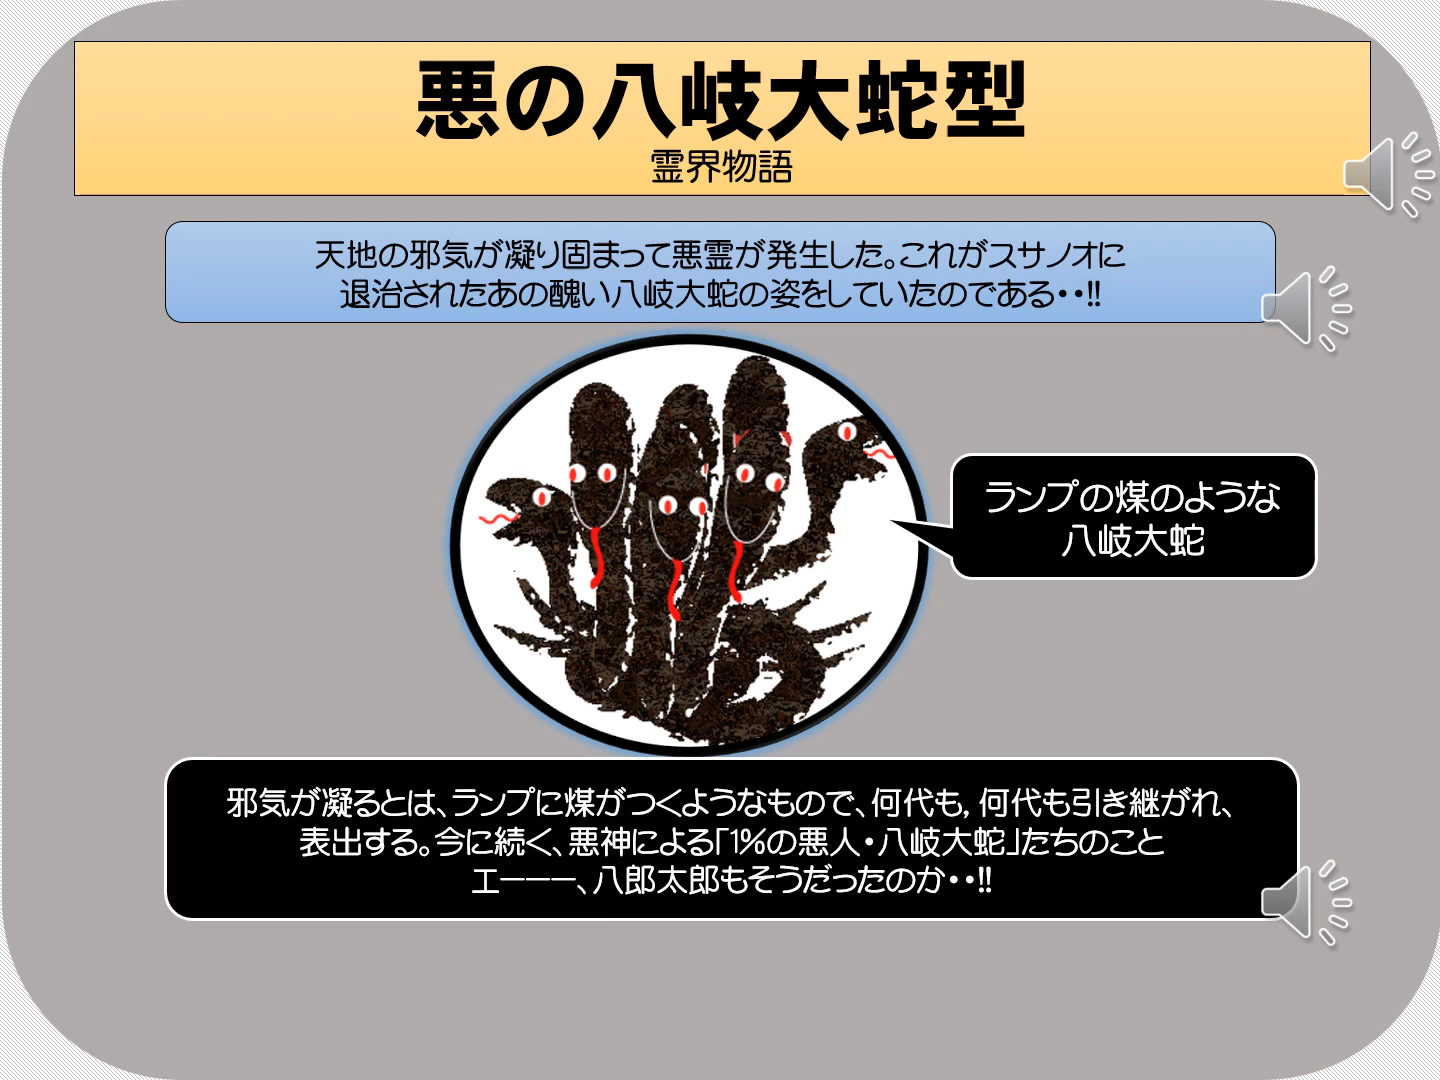 悪の八岐大蛇型
霊界物語
天地の邪気が凝り固まって悪霊が発生した。これがスサノオに
退治されたあの醜い八岐大蛇の姿をしていたのである・・!!
ランプの煤のような
八岐大蛇
邪気が凝るとは、ランプに煤がつくようなもので、何代も,何代も引き継がれ、
表出する。今に続く、悪神による「1%の悪人・八岐大蛇」たちのこと
エーーー、八郎太郎もそうだったのか・・!!